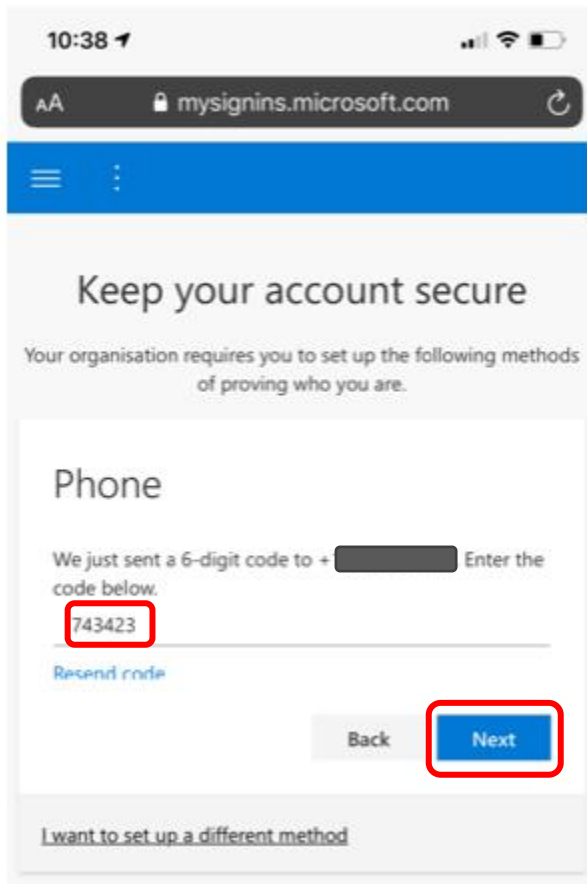 10:38
AA mysignins.microsoft.com
Keep your account secure
Your organisation requires you to set up the following methods
of proving who you are.
Phone
We just sent a 6-digit code to + Enter the
code below.
743423
Resend code
Back Next
I want to set up a different method